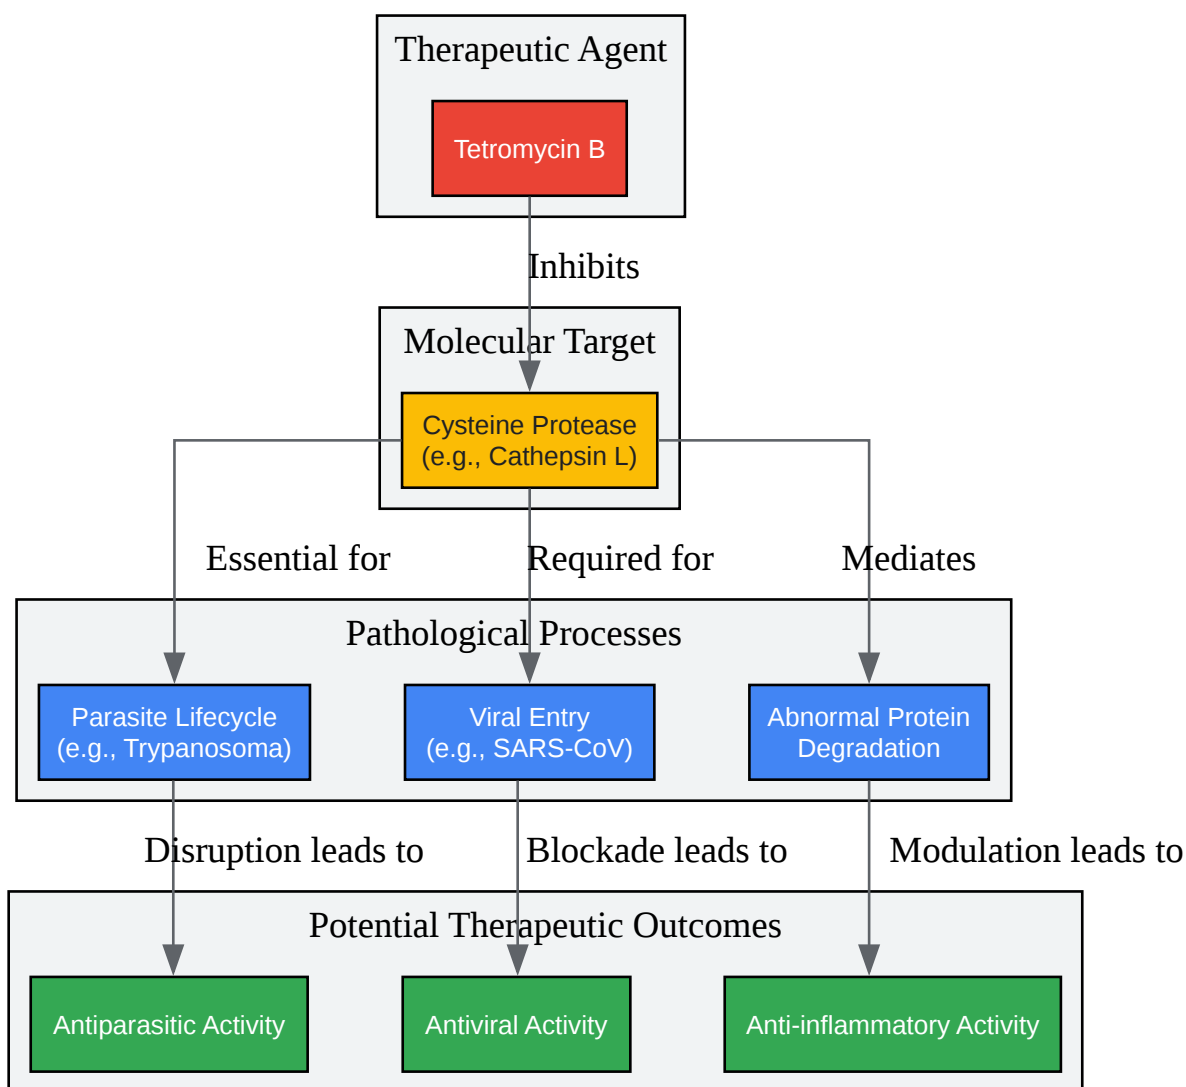 Therapeutic Agent
Tetromycin B
Inhibits
Molecular Target
Cysteine Protease
(e.g., Cathepsin L)
Essential for
Required for
Mediates
Pathological Processes
Parasite Lifecycle
(e.g., Trypanosoma)
Viral Entry
(e.g., SARS-CoV)
Abnormal Protein
Degradation
Disruption leads to
Blockade leads to
Modulation leads to
Potential Therapeutic Outcomes
Antiparasitic Activity
Antiviral Activity
Anti-inflammatory Activity